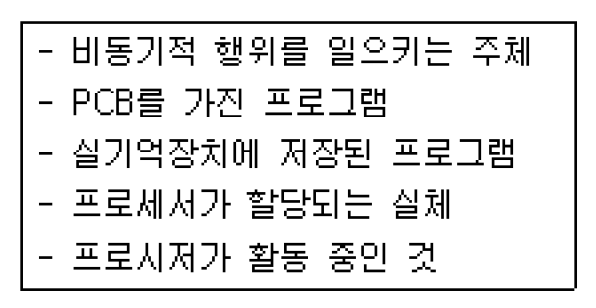 - 비동기적 행위를 일으키는 주체
- PCB를 가진 프로그램
- 실기억장치에 저장된 프로그램
- 프로세서가 할당되는 실체
- 프로시저가 활동 중인 것